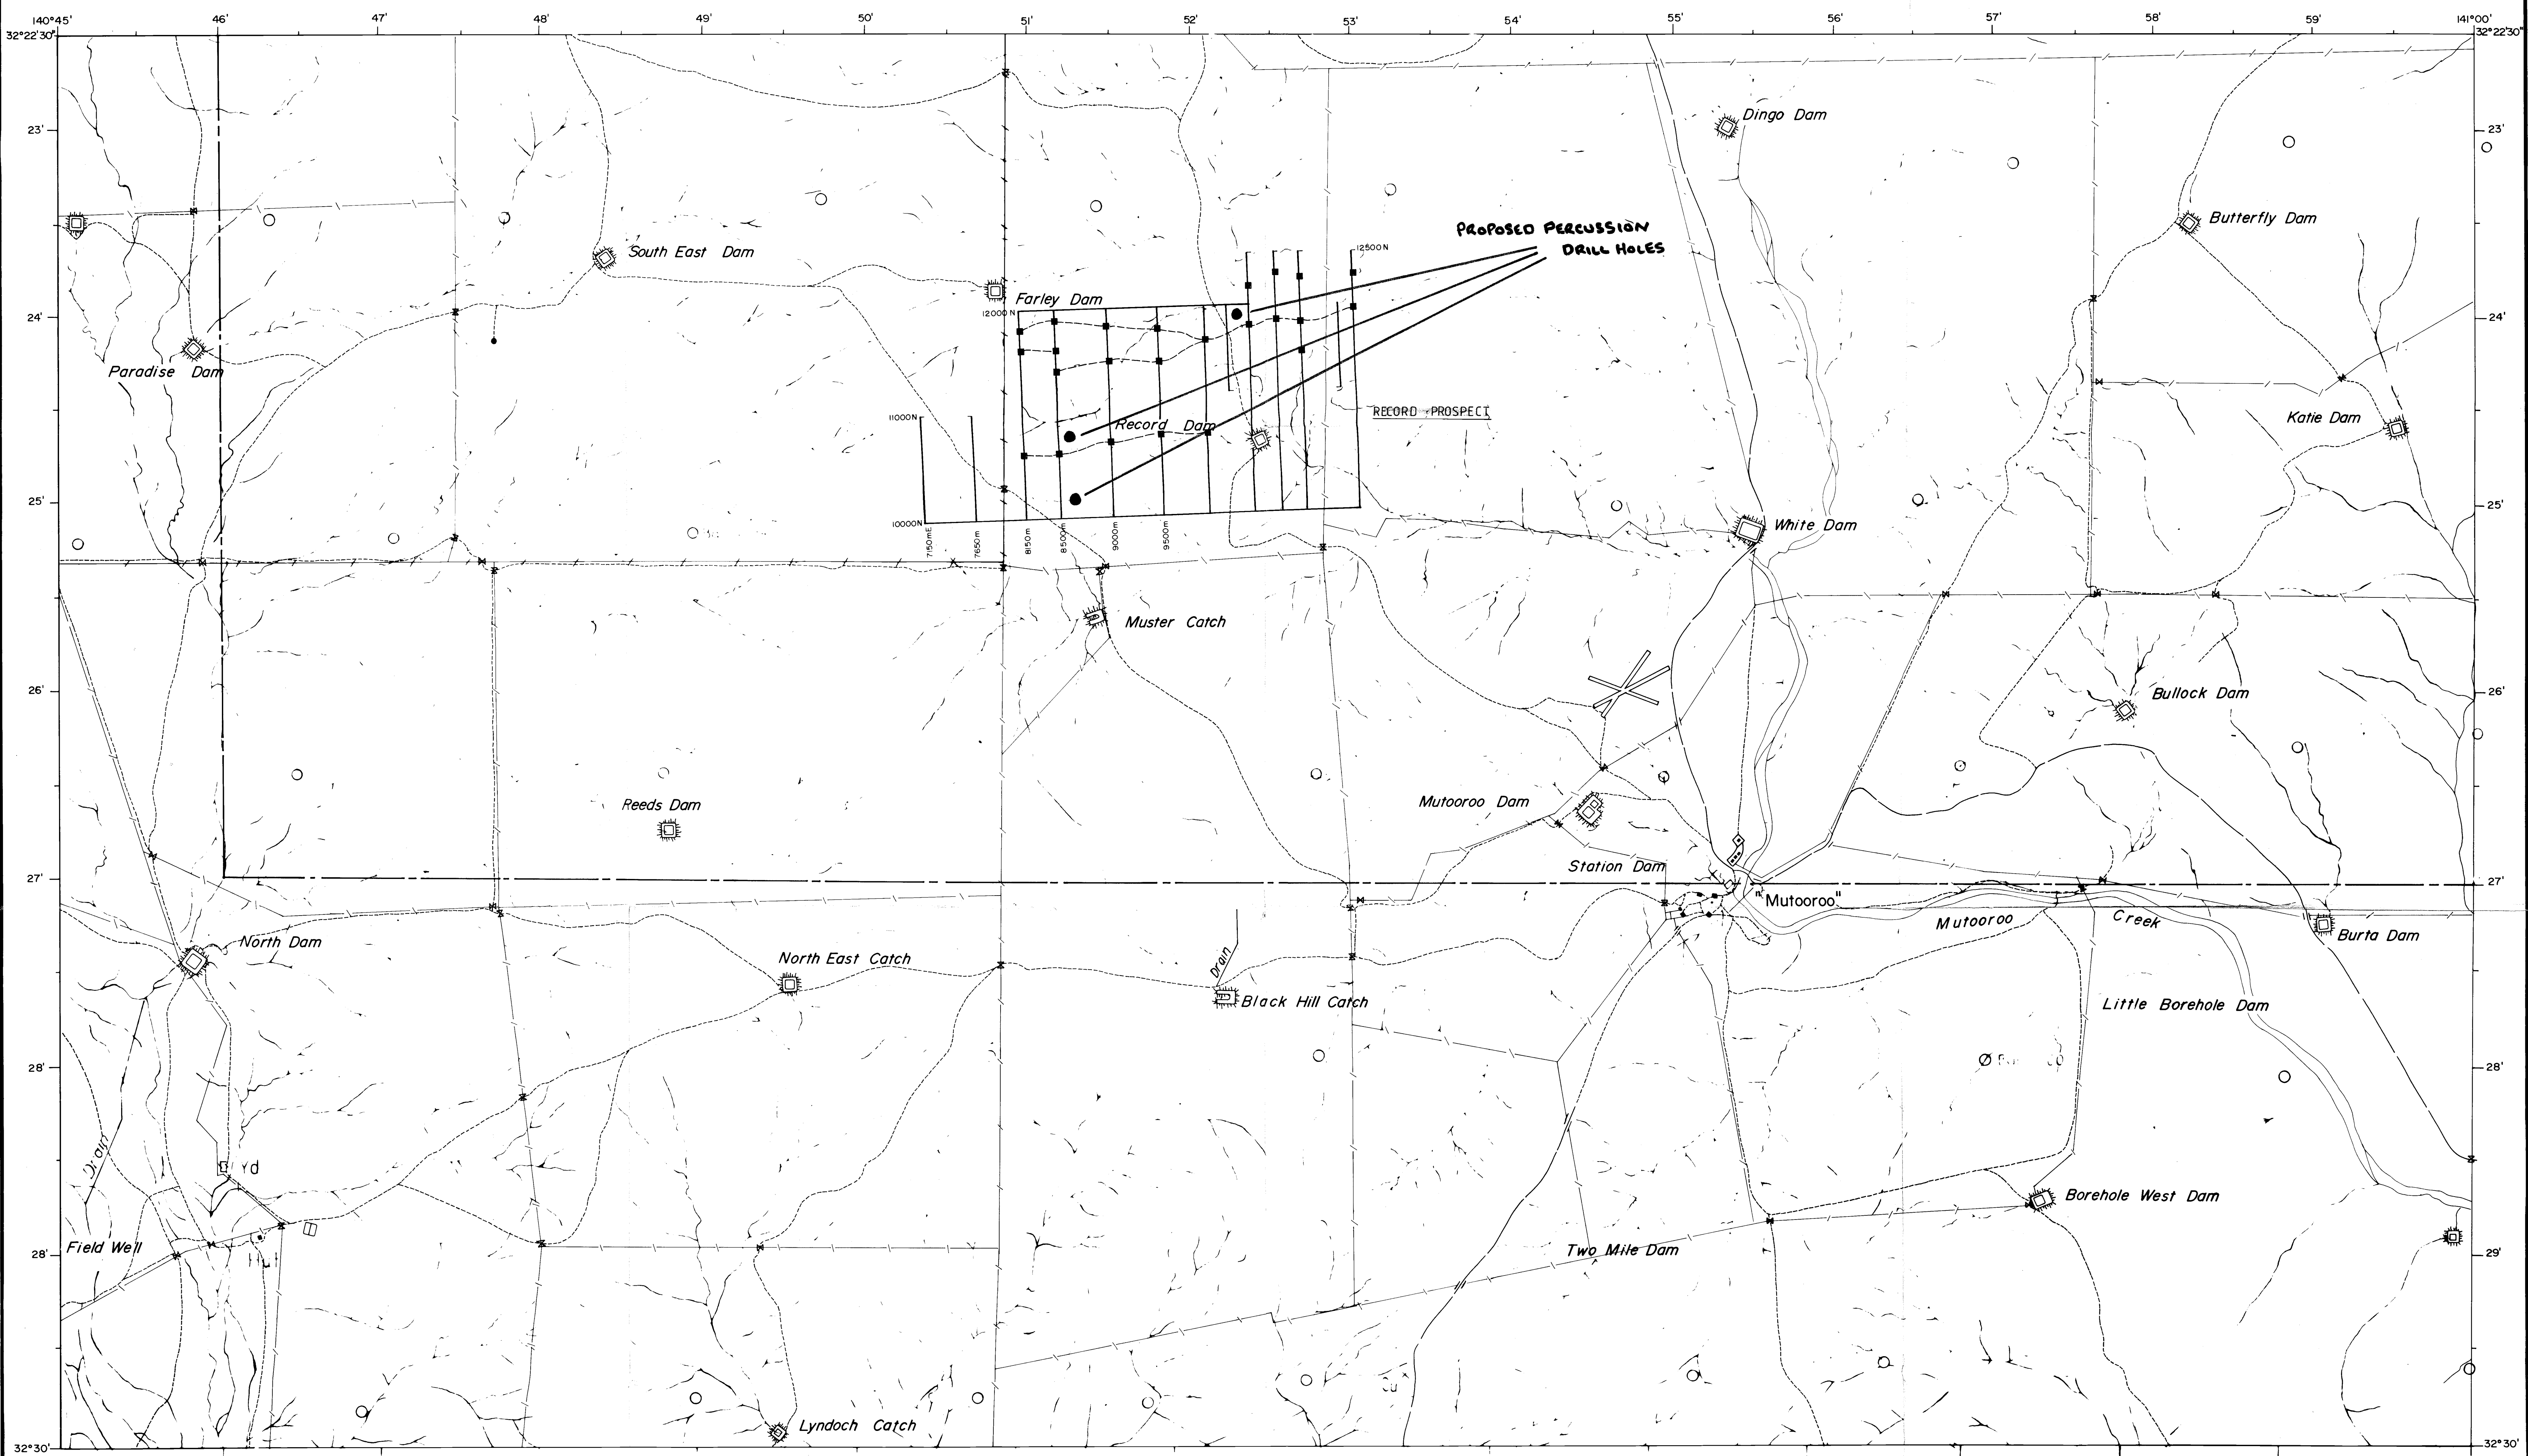 140°45' 46' 47' 48' 49' 50' 51' 52' 53' 54' 55' 56' 57' 58' 59' 141°00'
32°22'30" 32°22'30"
Dingo Dam
23' 23'
Butterfly Dam
PROPOSED PERCUSSION
DRILL HOLES
South East Dam
12500N
Farley Dam
12000N
24' 24'
Paradise Dam
11000N
RECORD PROSPECT
Record Dam
Katie Dam
25' 25'
10000N
White Dam
7150mE 7650m 8150m 8500m 9000m 9500m
Muster Catch
26' 26'
Bullock Dam
Reeds Dam
Mutooroo Dam
Station Dam
27' 27'
"Mutooroo"
Mutooroo Creek
Burta Dam
North Dam
North East Catch
Drain
Black Hill Catch
Little Borehole Dam
28' 28'
Drain
Yd
Borehole West Dam
Field Well
Hut
Two Mile Dam
28' 29'
Lyndoch Catch
32°30' 32°30'